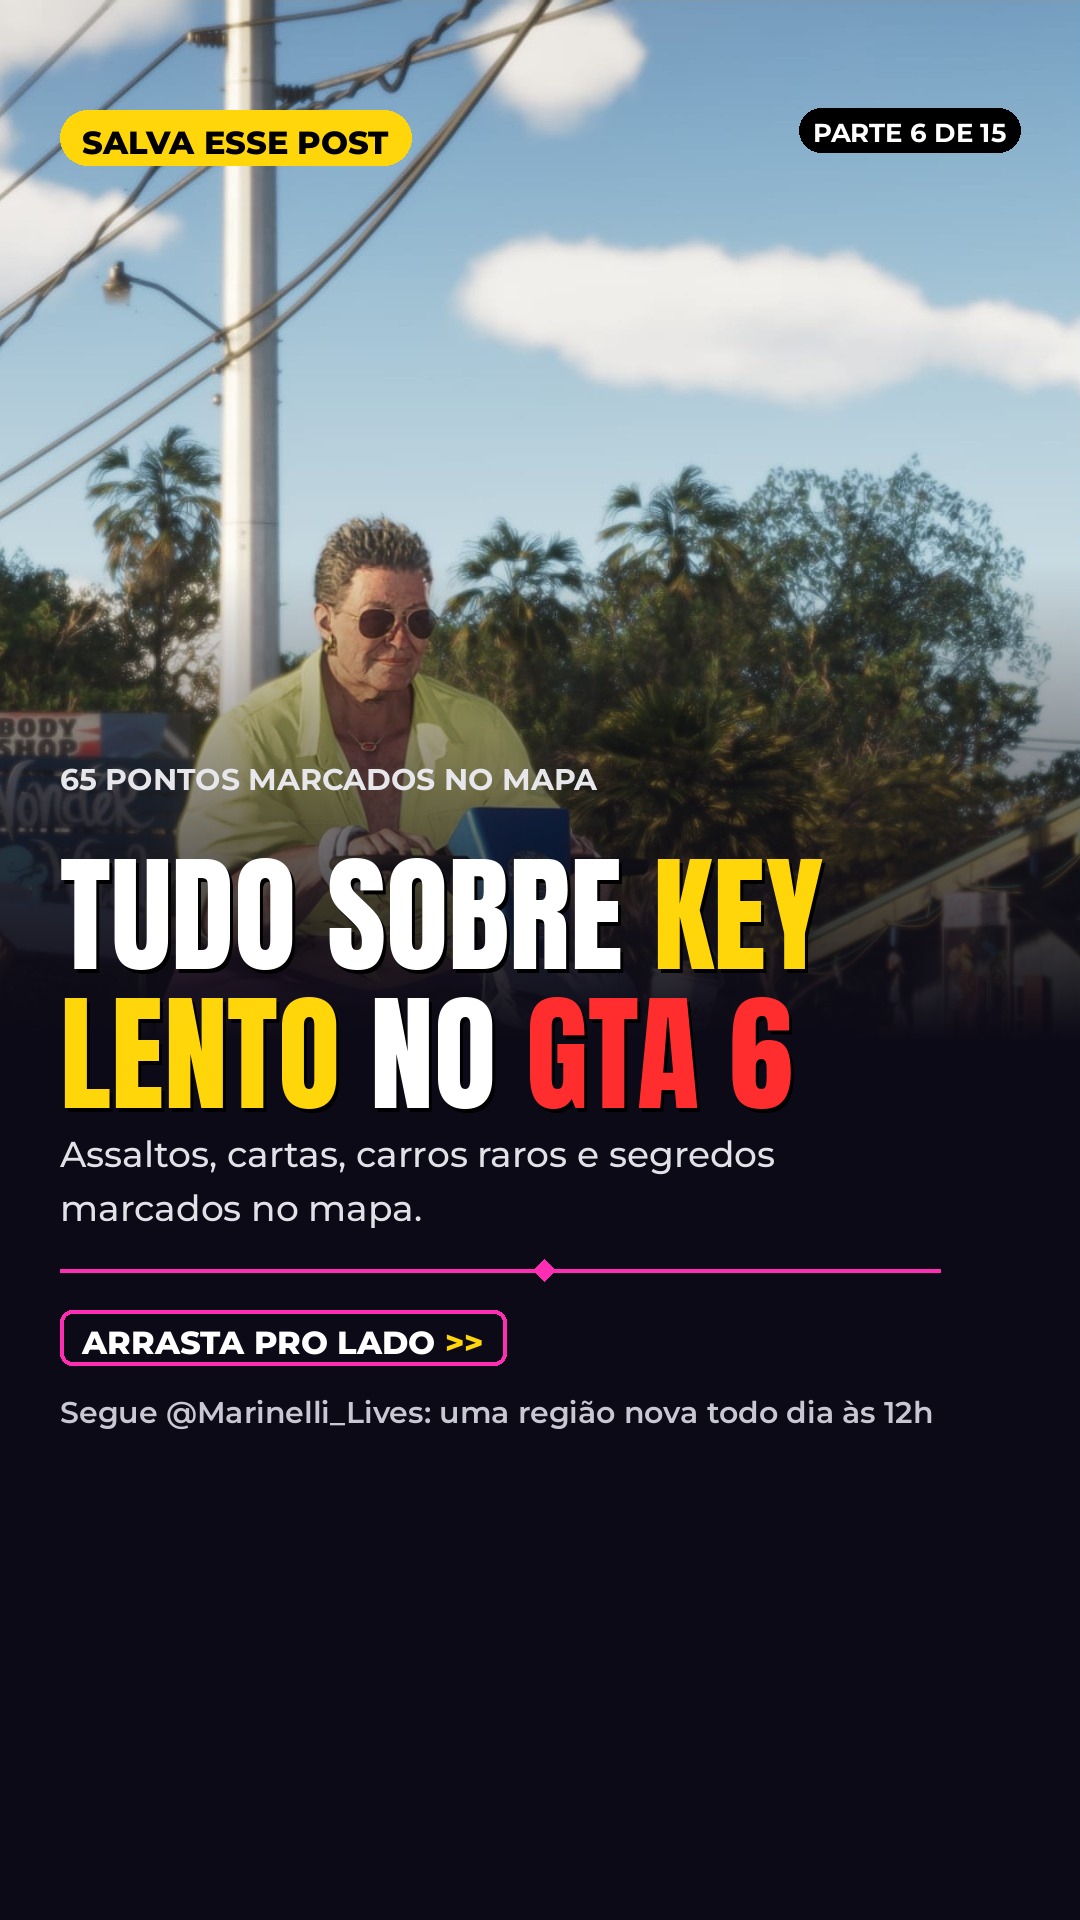 SALVA ESSE POST
PARTE 6 DE 15
BODY
SHOP
Wonder
65 PONTOS MARCADOS NO MAPA
TUDO SOBRE KEY
LENTO NO GTA 6
Assaltos, cartas, carros raros e segredos
marcados no mapa.
ARRASTA PRO LADO >>
Segue @Marinelli_Lives: uma região nova todo dia às 12h